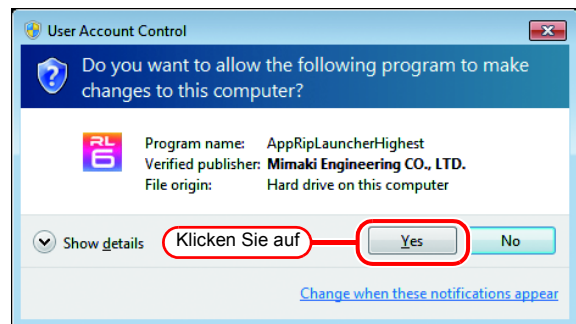 User Account Control
Do you want to allow the following program to make
changes to this computer?
RL
6
Program name: AppRipLauncherHighest
Verified publisher: Mimaki Engineering CO., LTD.
File origin: Hard drive on this computer
Show details
Klicken Sie auf
Yes
No
Change when these notifications appear